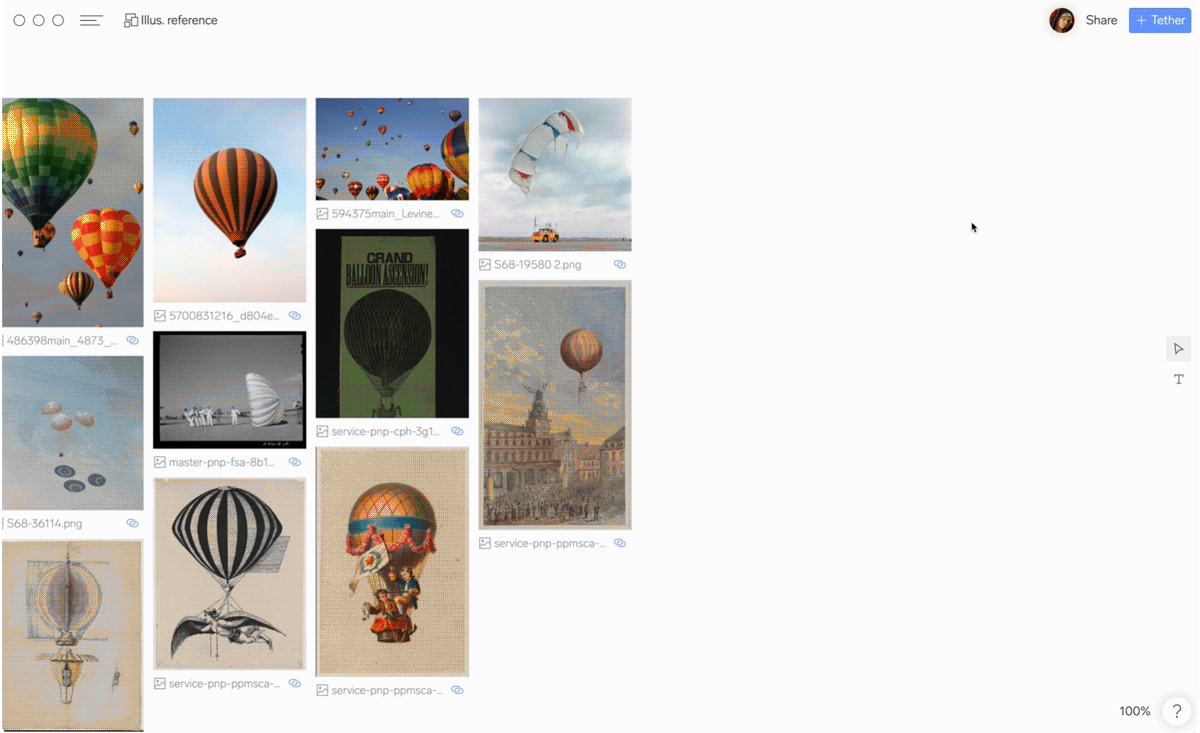 Illus. reference
Share
+ Tether
486398main_4873_...
S68-36114.png
5700831216_d804e...
master-pnp-fsa-8b1...
service-pnp-ppmsca-...
594375main_Levine...
GRAND
BALLOON ASCENSION!
service-pnp-cph-3g1...
service-pnp-ppmsca-...
S68-19580 2.png
service-pnp-ppmsca-...
T
100%
?